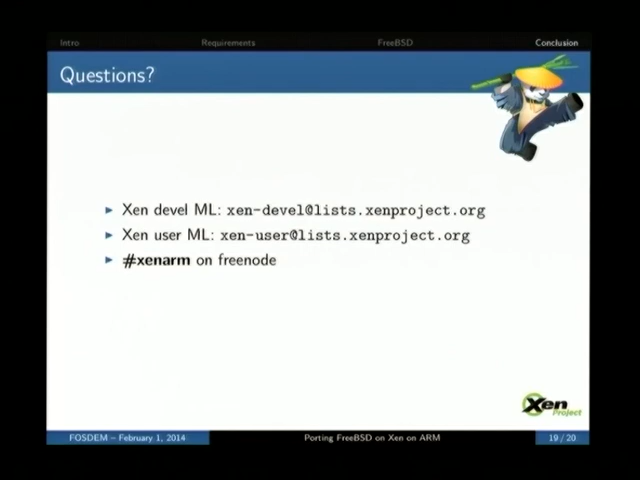 Intro Requirements FreeBSD Conclusion
Questions?
Xen devel ML: xen-devel@lists.xenproject.org
Xen user ML: xen-user@lists.xenproject.org
#xenarm on freenode
Xen
Project
FOSDEM – February 1, 2014 Porting FreeBSD on Xen on ARM 19 / 20